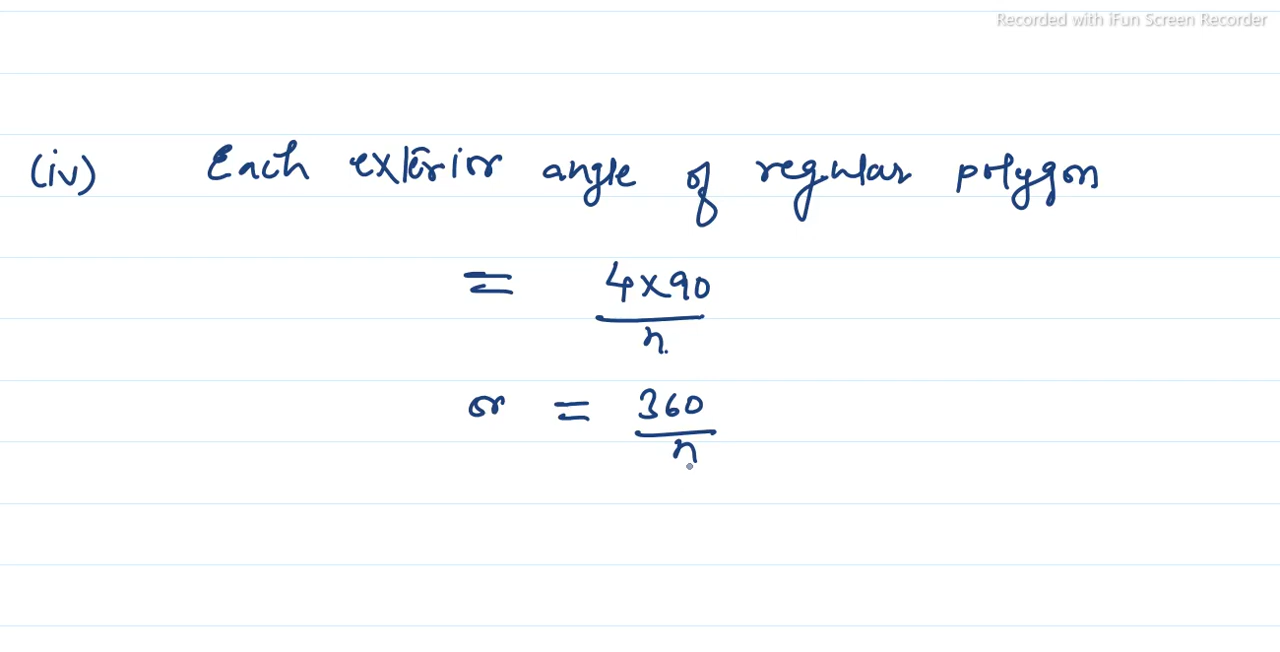 Recorded with iFun Screen Recorder
(iv) Each exterior angle of regular polygon
= 4x90
n
or = 360
n